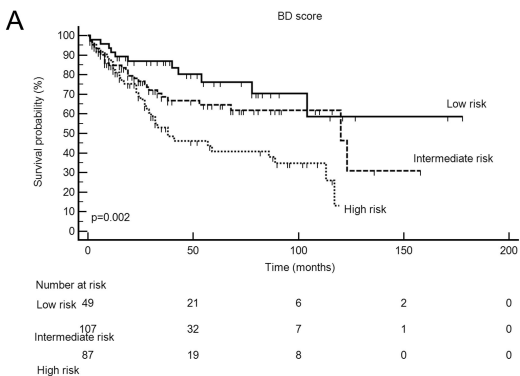 A
BD score
100
90
80
70
60
50
40
30
20
10
0
Survival probability (%)
Low risk
Intermediate risk
High risk
p=0.002
0 50 100 150 200
Time (months)
Number at risk
Low risk 49 21 6 2 0
107 32 7 1 0
Intermediate risk
87 19 8 0 0
High risk